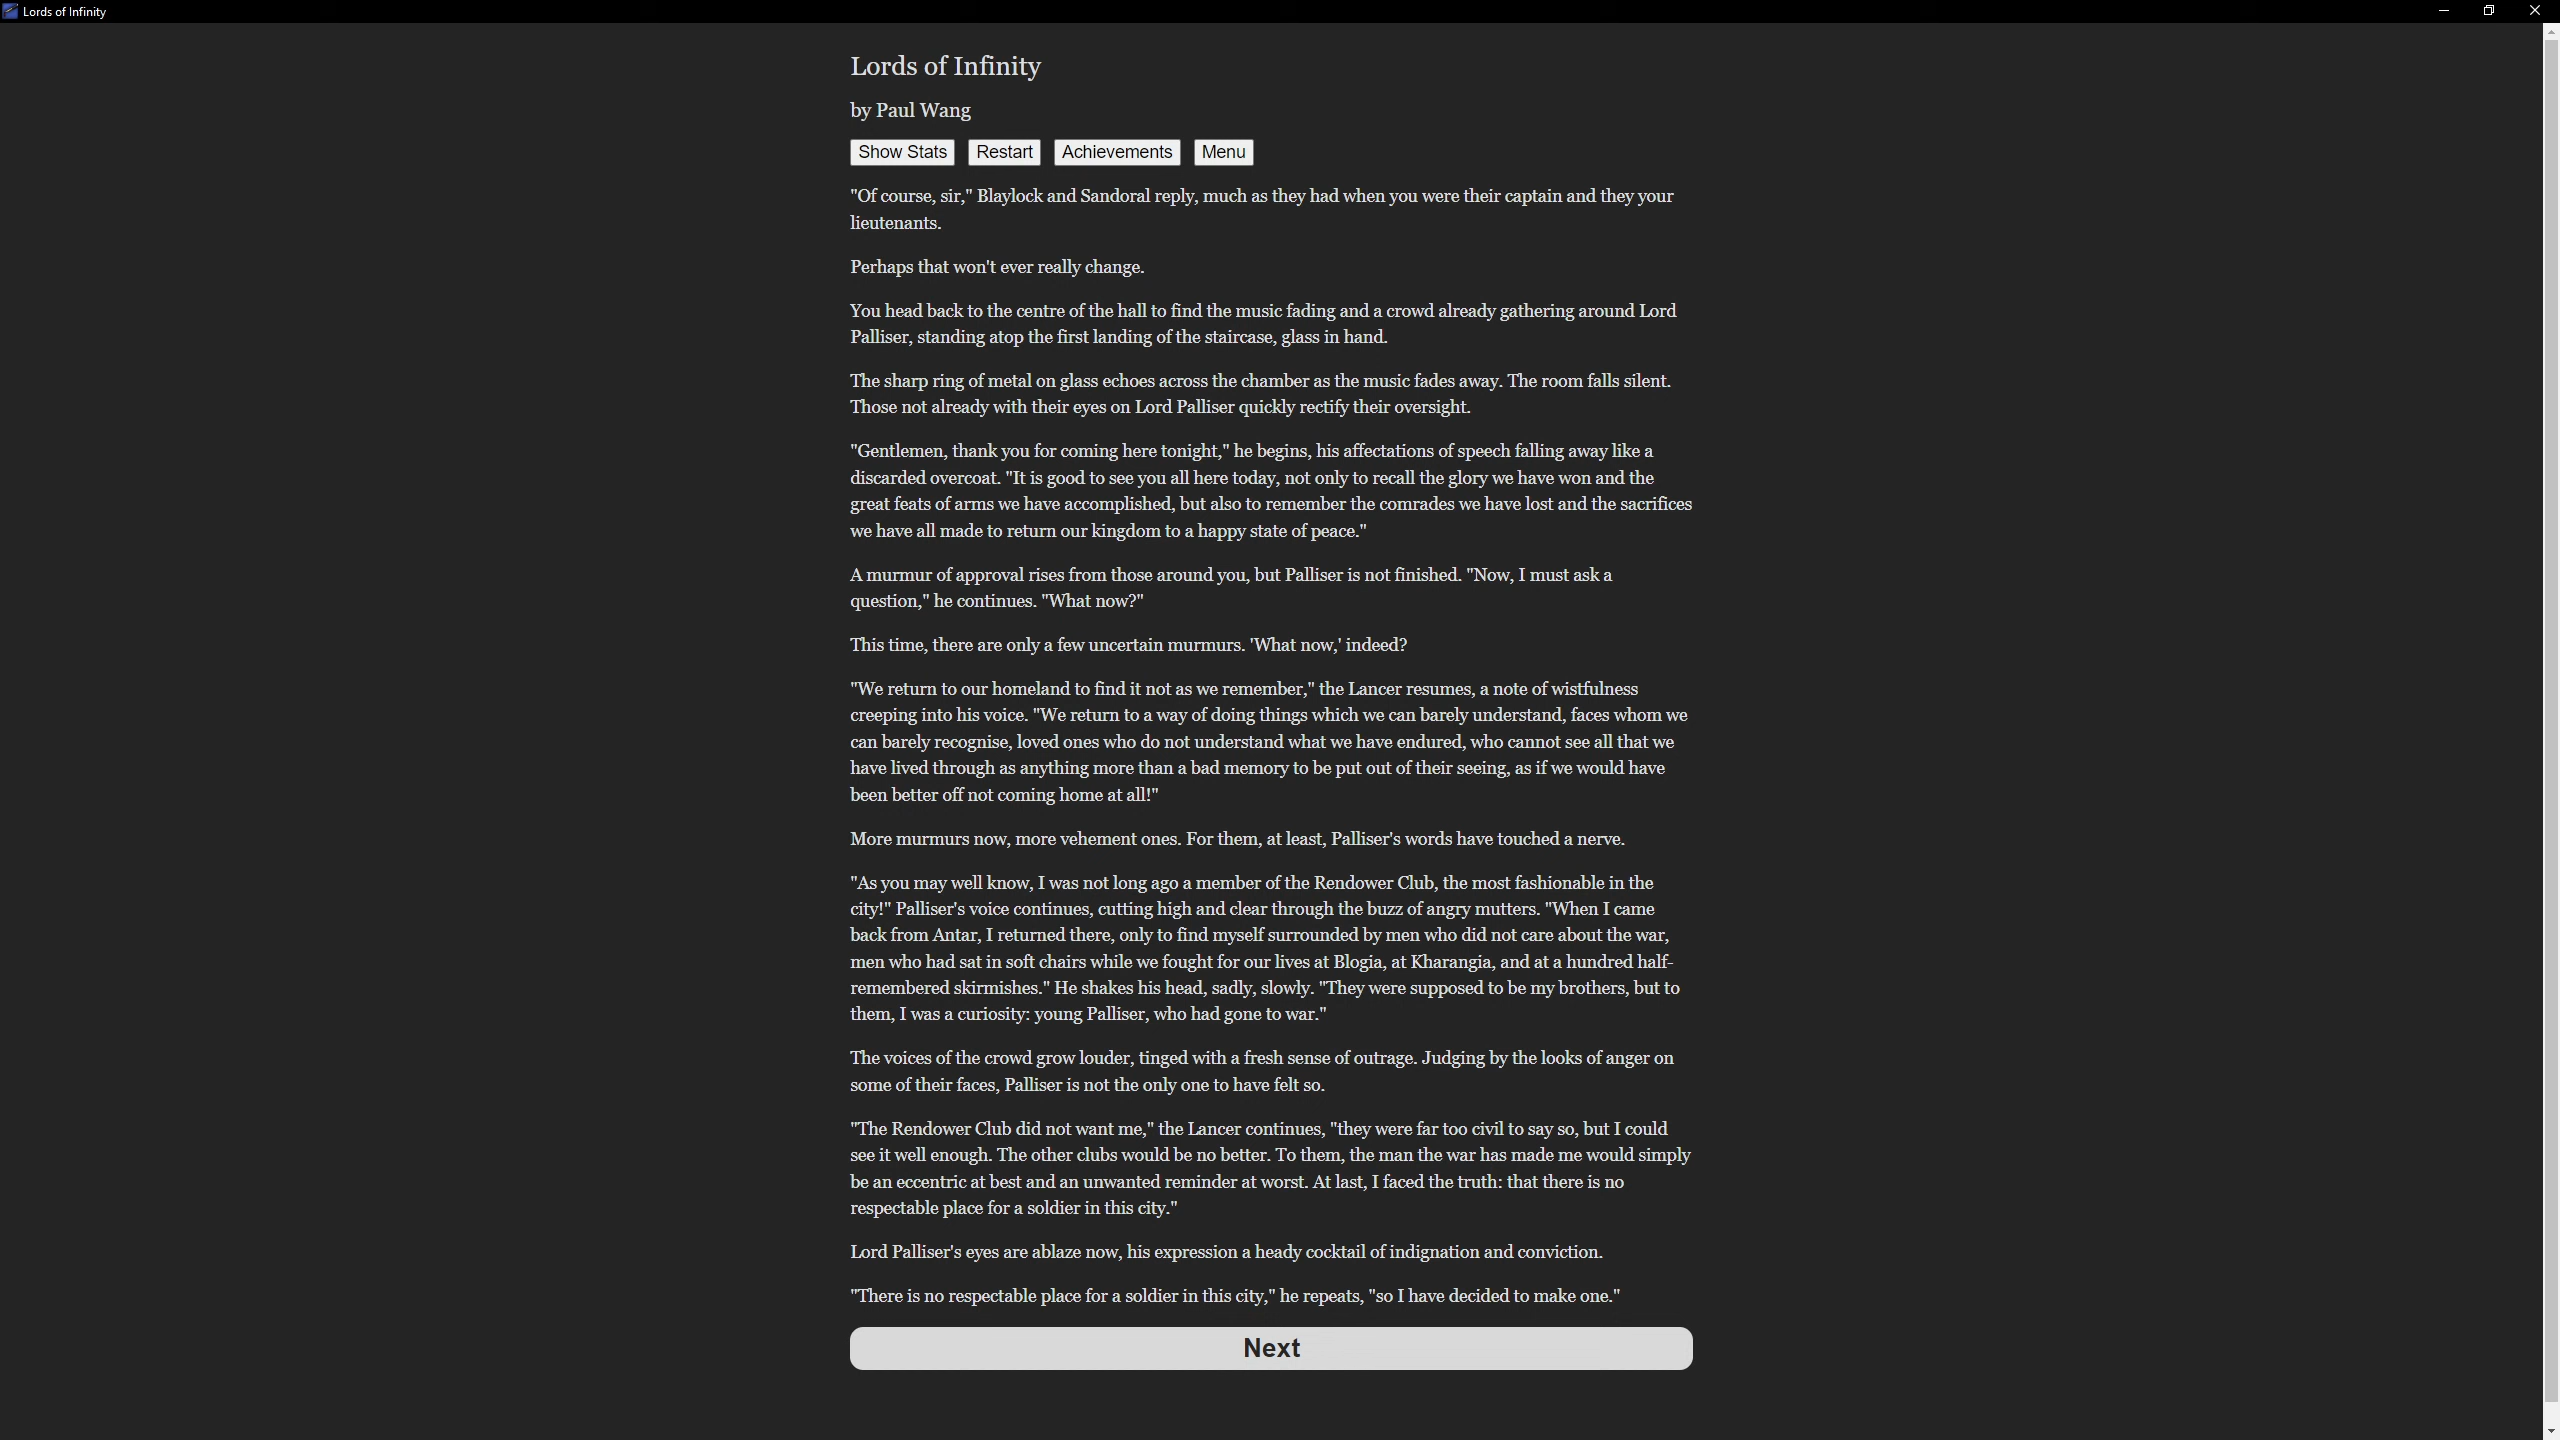 Lords of Infinity
Lords of Infinity
by Paul Wang
Show Stats Restart Achievements Menu
"Of course, sir," Blaylock and Sandoral reply, much as they had when you were their captain and they your
lieutenants.
Perhaps that won't ever really change.
You head back to the centre of the hall to find the music fading and a crowd already gathering around Lord
Palliser, standing atop the first landing of the staircase, glass in hand.
The sharp ring of metal on glass echoes across the chamber as the music fades away. The room falls silent.
Those not already with their eyes on Lord Palliser quickly rectify their oversight.
"Gentlemen, thank you for coming here tonight," he begins, his affectations of speech falling away like a
discarded overcoat. "It is good to see you all here today, not only to recall the glory we have won and the
great feats of arms we have accomplished, but also to remember the comrades we have lost and the sacrifices
we have all made to return our kingdom to a happy state of peace."
A murmur of approval rises from those around you, but Palliser is not finished. "Now, I must ask a
question," he continues. "What now?"
This time, there are only a few uncertain murmurs. 'What now,' indeed?
"We return to our homeland to find it not as we remember," the Lancer resumes, a note of wistfulness
creeping into his voice. "We return to a way of doing things which we can barely understand, faces whom we
can barely recognise, loved ones who do not understand what we have endured, who cannot see all that we
have lived through as anything more than a bad memory to be put out of their seeing, as if we would have
been better off not coming home at all!"
More murmurs now, more vehement ones. For them, at least, Palliser's words have touched a nerve.
"As you may well know, I was not long ago a member of the Rendower Club, the most fashionable in the
city!" Palliser's voice continues, cutting high and clear through the buzz of angry mutters. "When I came
back from Antar, I returned there, only to find myself surrounded by men who did not care about the war,
men who had sat in soft chairs while we fought for our lives at Blogia, at Kharangia, and at a hundred half-
remembered skirmishes." He shakes his head, sadly, slowly. "They were supposed to be my brothers, but to
them, I was a curiosity: young Palliser, who had gone to war."
The voices of the crowd grow louder, tinged with a fresh sense of outrage. Judging by the looks of anger on
some of their faces, Palliser is not the only one to have felt so.
"The Rendower Club did not want me," the Lancer continues, "they were far too civil to say so, but I could
see it well enough. The other clubs would be no better. To them, the man the war has made me would simply
be an eccentric at best and an unwanted reminder at worst. At last, I faced the truth: that there is no
respectable place for a soldier in this city."
Lord Palliser's eyes are ablaze now, his expression a heady cocktail of indignation and conviction.
"There is no respectable place for a soldier in this city," he repeats, "so I have decided to make one."
Next